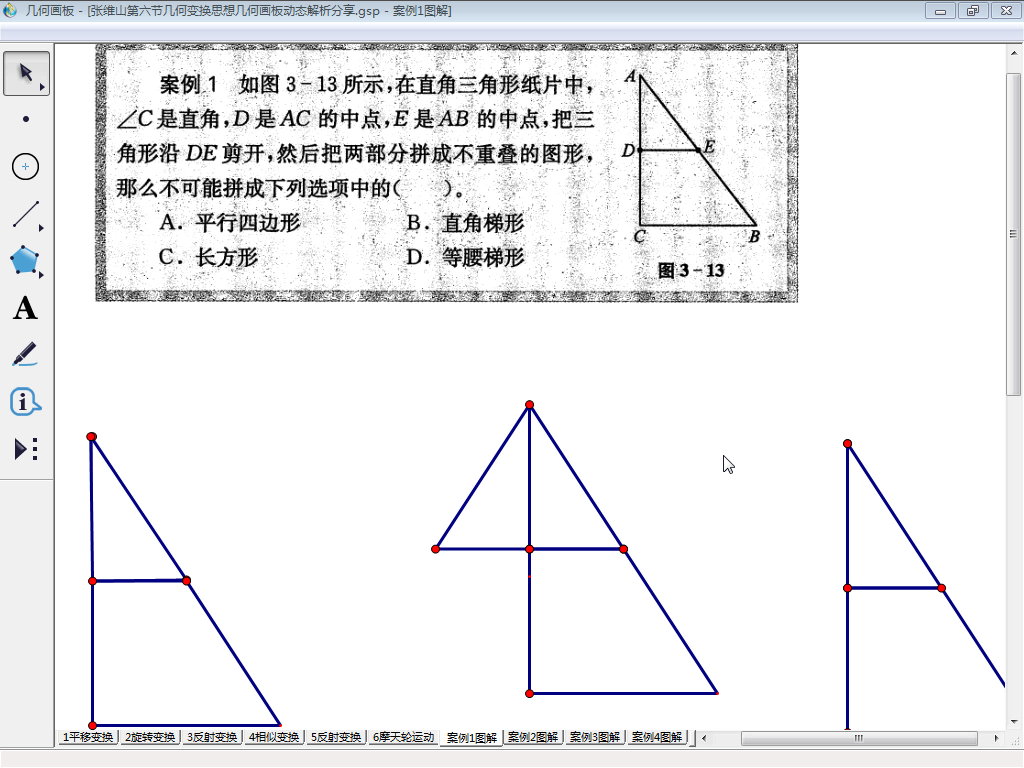 几何画板 - [张维山第六节几何变换思想几何画板动态解析分享.gsp - 案例1图解]
案例 1 如图 3-13 所示,在直角三角形纸片中,
∠C 是直角,D 是 AC 的中点,E 是 AB 的中点,把三
角形沿 DE 剪开,然后把两部分拼成不重叠的图形,
那么不可能拼成下列选项中的( )。
A. 平行四边形 B. 直角梯形
C. 长方形 D. 等腰梯形
A
D E
C B
图 3-13
A
i
1平移变换 2旋转变换 3反射变换 4相似变换 5反射变换 6摩天轮运动 案例1图解 案例2图解 案例3图解 案例4图解